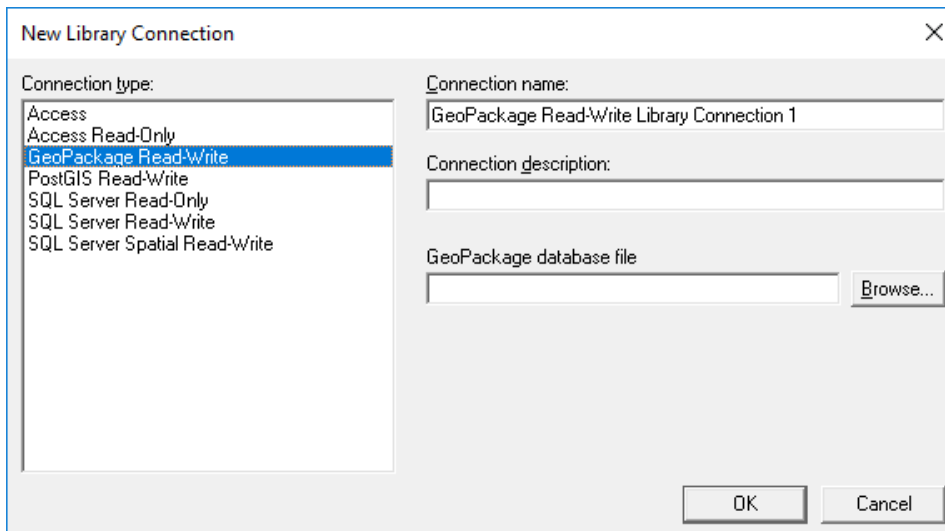 New Library Connection
Connection type:
Access
Access Read-Only
GeoPackage Read-Write
PostGIS Read-Write
SQL Server Read-Only
SQL Server Read-Write
SQL Server Spatial Read-Write
Connection name:
GeoPackage Read-Write Library Connection 1
Connection description:
GeoPackage database file
Browse...
OK
Cancel